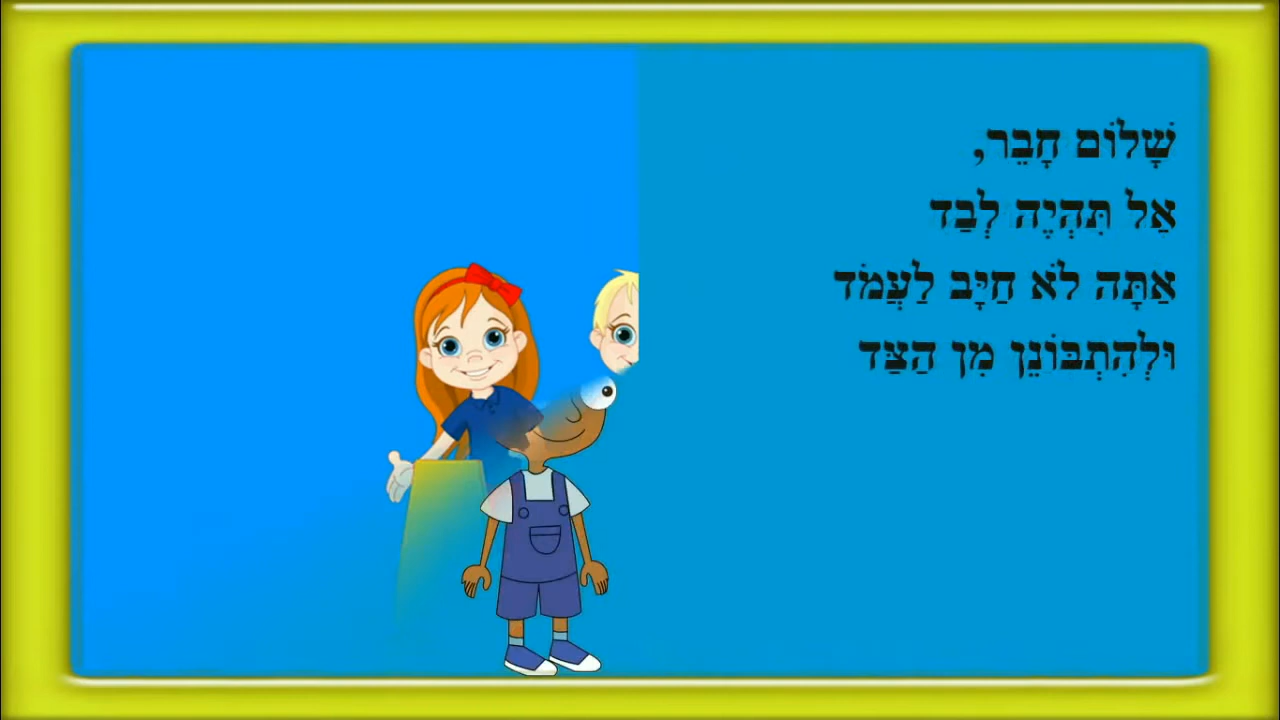 שָׁלוֹם חָבֵר,
אַל תִּהְיֶה לְבַד
אַתָּה לֹא חַיָּב לַעֲמֹד
וּלְהִתְבּוֹנֵן מִן הַצַּד